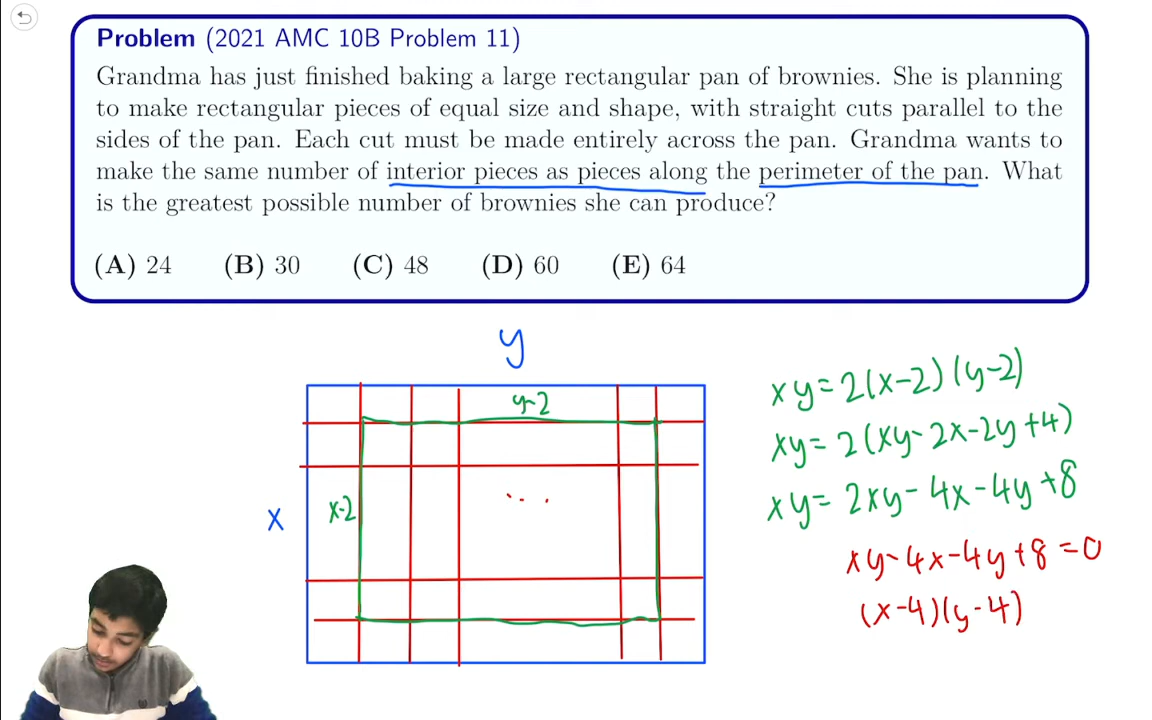 Problem (2021 AMC 10B Problem 11)
Grandma has just finished baking a large rectangular pan of brownies. She is planning
to make rectangular pieces of equal size and shape, with straight cuts parallel to the
sides of the pan. Each cut must be made entirely across the pan. Grandma wants to
make the same number of interior pieces as pieces along the perimeter of the pan. What
is the greatest possible number of brownies she can produce?
(A) 24 (B) 30 (C) 48 (D) 60 (E) 64
y
y-2
x-2
...
x
xy=2(x-2)(y-2)
xy=2(xy-2x-2y+4)
xy=2xy-4x-4y+8
xy-4x-4y+8=0
(x-4)(y-4)